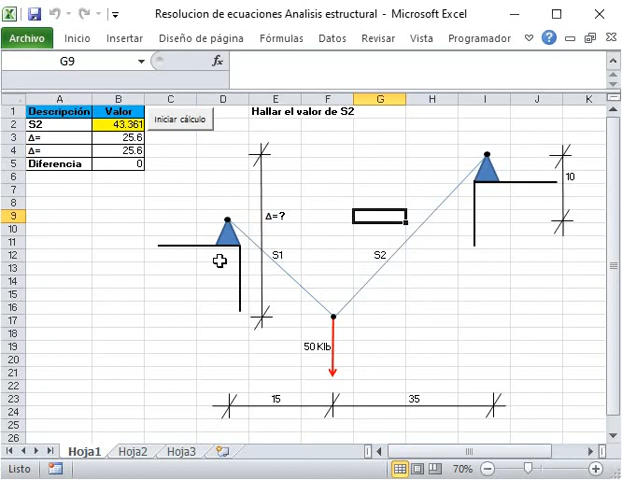 Resolucion de ecuaciones Analisis estructural - Microsoft Excel
Archivo Inicio Insertar Diseño de página Fórmulas Datos Revisar Vista Programador
G9 fx
A B C D E F G H I J K
1 Descripción Valor Hallar el valor de S2
2 S2 43.361 Iniciar cálculo
3 Δ= 25.6
4 Δ= 25.6
5 Diferencia 0
6 10
7
8
9 Δ=?
10
11
12 S1 S2
13
14
15
16
17
18
19 50Klb
20
21
22
23 15 35
24
25
26
Hoja1 Hoja2 Hoja3
Listo 70%